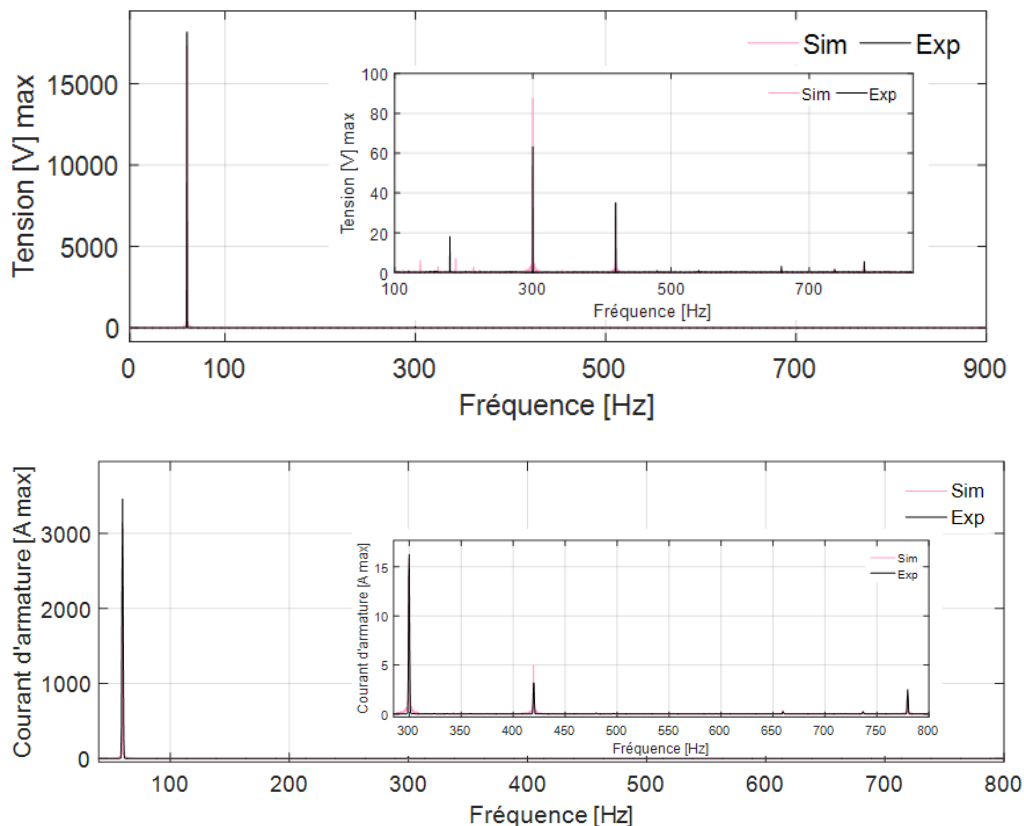 Sim Exp
Tension [V] max
15000
10000
5000
0
0 100 300 500 700 900
Fréquence [Hz]
Sim Exp
Tension [V] max
100
80
60
40
20
0
100 300 500 700
Fréquence [Hz]
Sim
Exp
Courant d'armature [A max]
3000
2000
1000
0
100 200 300 400 500 600 700 800
Fréquence [Hz]
Sim
Exp
Courant d'armature [A max]
15
10
5
0
300 350 400 450 500 550 600 650 700 750 800
Fréquence [Hz]